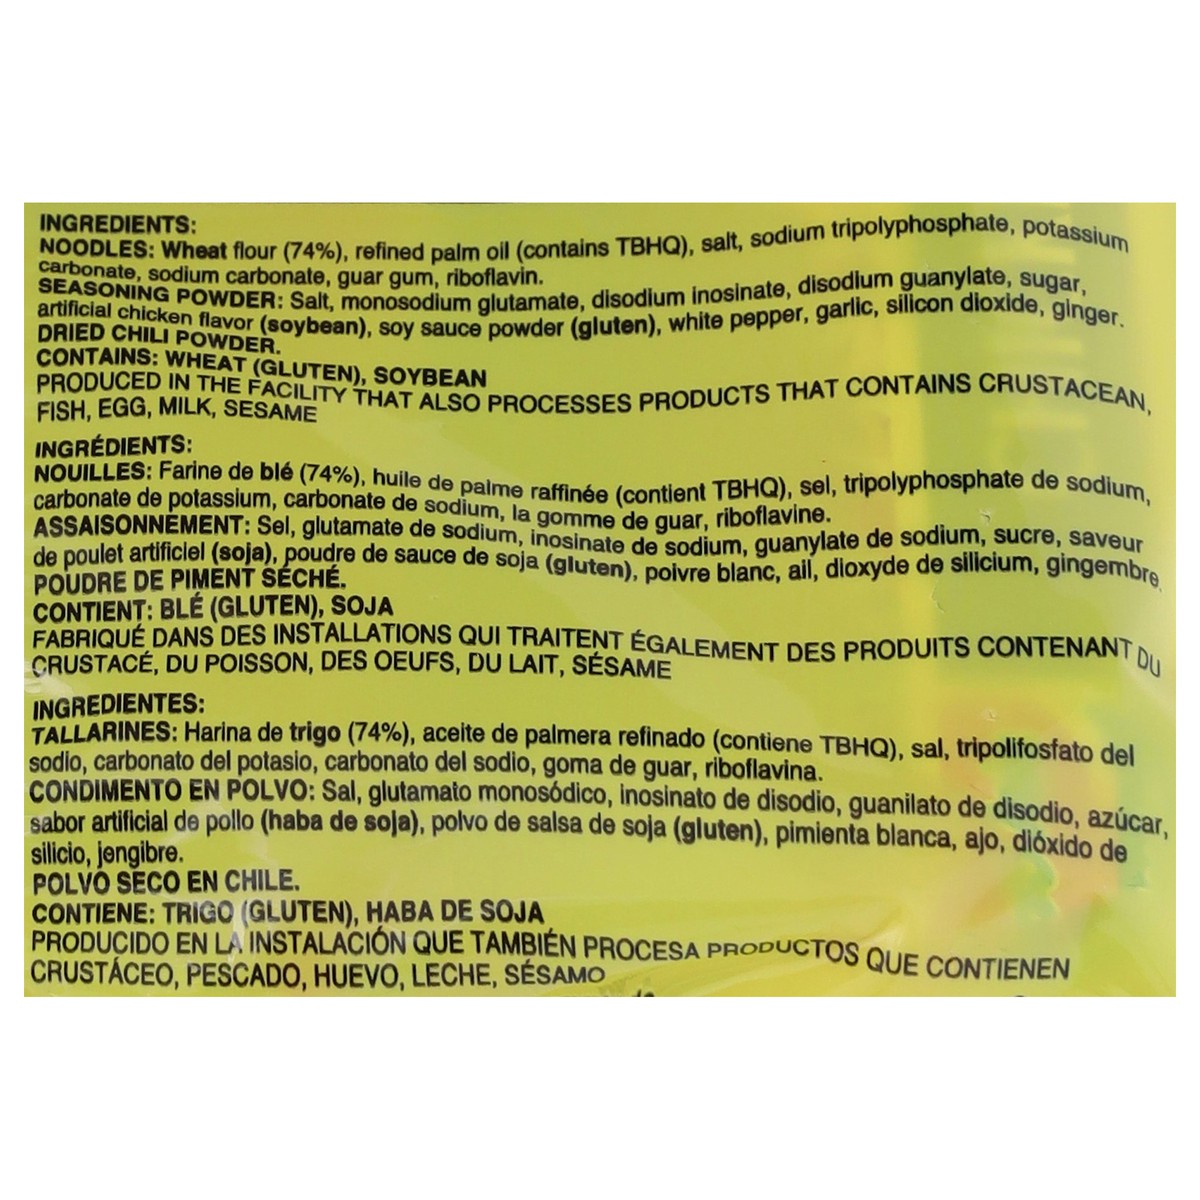 INGREDIENTS:
NOODLES: Wheat flour (74%), refined palm oil (contains TBHQ), salt, sodium tripolyphosphate, potassium
carbonate, sodium carbonate, guar gum, riboflavin.
SEASONING POWDER: Salt, monosodium glutamate, disodium inosinate, disodium guanylate, sugar,
artificial chicken flavor (soybean), soy sauce powder (gluten), white pepper, garlic, silicon dioxide, ginger.
DRIED CHILI POWDER.
CONTAINS: WHEAT (GLUTEN), SOYBEAN
PRODUCED IN THE FACILITY THAT ALSO PROCESSES PRODUCTS THAT CONTAINS CRUSTACEAN,
FISH, EGG, MILK, SESAME
INGRÉDIENTS:
NOUILLES: Farine de blé (74%), huile de palme raffinée (contient TBHQ), sel, tripolyphosphate de sodium,
carbonate de potassium, carbonate de sodium, la gomme de guar, riboflavine.
ASSAISONNEMENT: Sel, glutamate de sodium, inosinate de sodium, guanylate de sodium, sucre, saveur
de poulet artificiel (soja), poudre de sauce de soja (gluten), poivre blanc, ail, dioxyde de silicium, gingembre.
POUDRE DE PIMENT SÉCHÉ.
CONTIENT: BLÉ (GLUTEN), SOJA
FABRIQUÉ DANS DES INSTALLATIONS QUI TRAITENT ÉGALEMENT DES PRODUITS CONTENANT DU
CRUSTACÉ, DU POISSON, DES OEUFS, DU LAIT, SÉSAME
INGREDIENTES:
TALLARINES: Harina de trigo (74%), aceite de palmera refinado (contiene TBHQ), sal, tripolifosfato del
sodio, carbonato del potasio, carbonato del sodio, goma de guar, riboflavina.
CONDIMENTO EN POLVO: Sal, glutamato monosódico, inosinato de disodio, guanilato de disodio, azúcar,
sabor artificial de pollo (haba de soja), polvo de salsa de soja (gluten), pimienta blanca, ajo, dióxido de
silicio, jengibre.
POLVO SECO EN CHILE.
CONTIENE: TRIGO (GLUTEN), HABA DE SOJA
PRODUCIDO EN LA INSTALACIÓN QUE TAMBIÉN PROCESA PRODUCTOS QUE CONTIENEN
CRUSTÁCEO, PESCADO, HUEVO, LECHE, SÉSAMO